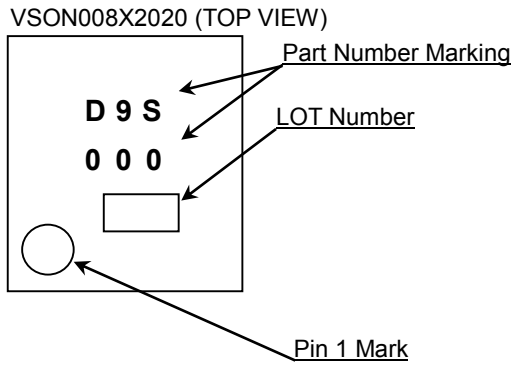 VSON008X2020 (TOP VIEW)
Part Number Marking
D 9 S
LOT Number
0 0 0
Pin 1 Mark